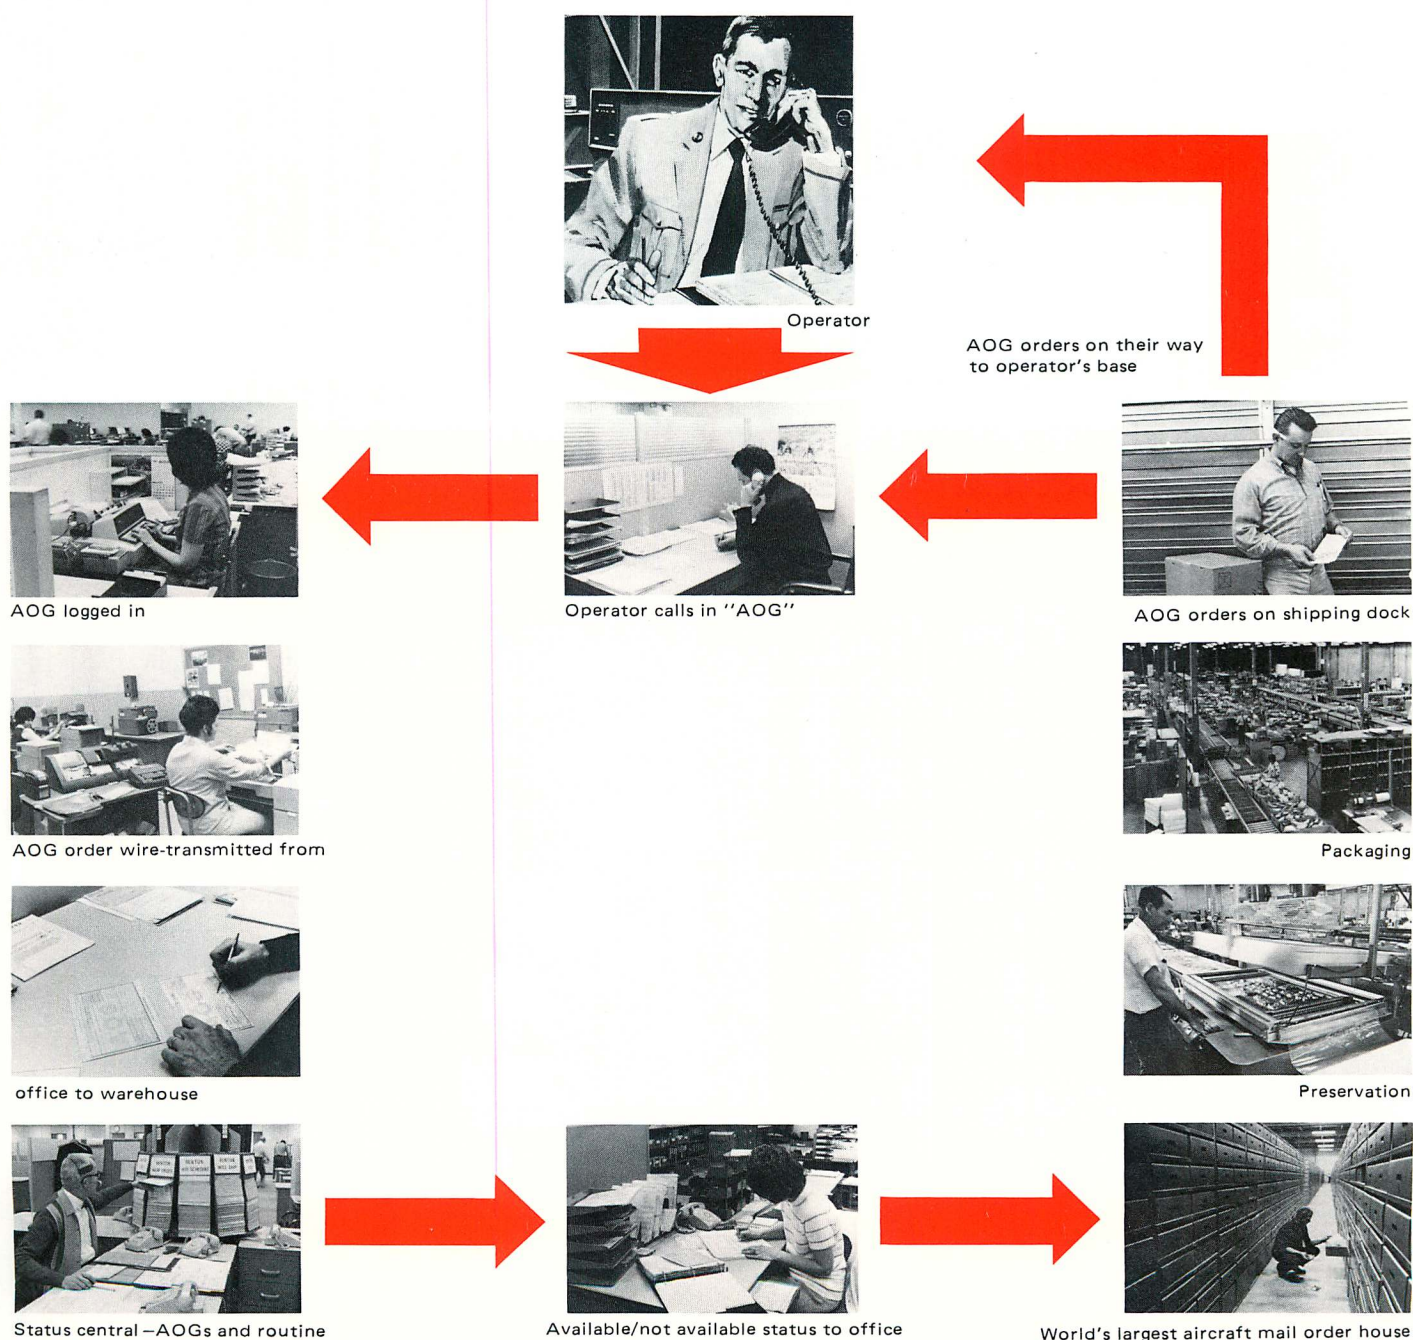 Operator
AOG orders on their way
to operator's base
AOG logged in
Operator calls in "AOG"
AOG orders on shipping dock
AOG order wire-transmitted from
Packaging
office to warehouse
Preservation
Status central—AOGs and routine
Available/not available status to office
World's largest aircraft mail order house